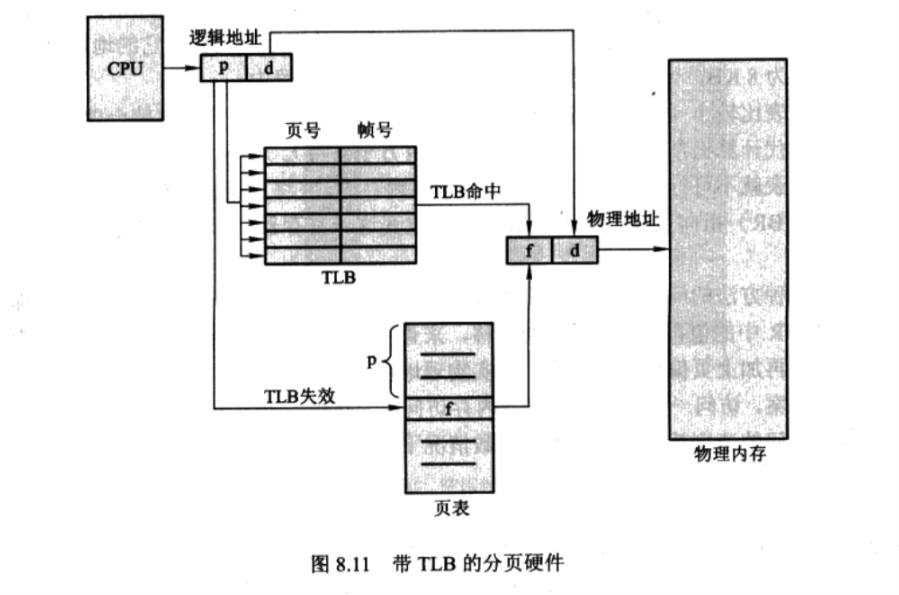 逻辑地址
CPU
p
d
页号
帧号
TLB命中
物理地址
f
d
TLB
p
TLB失效
f
物理内存
页表
图 8.11 带 TLB 的分页硬件